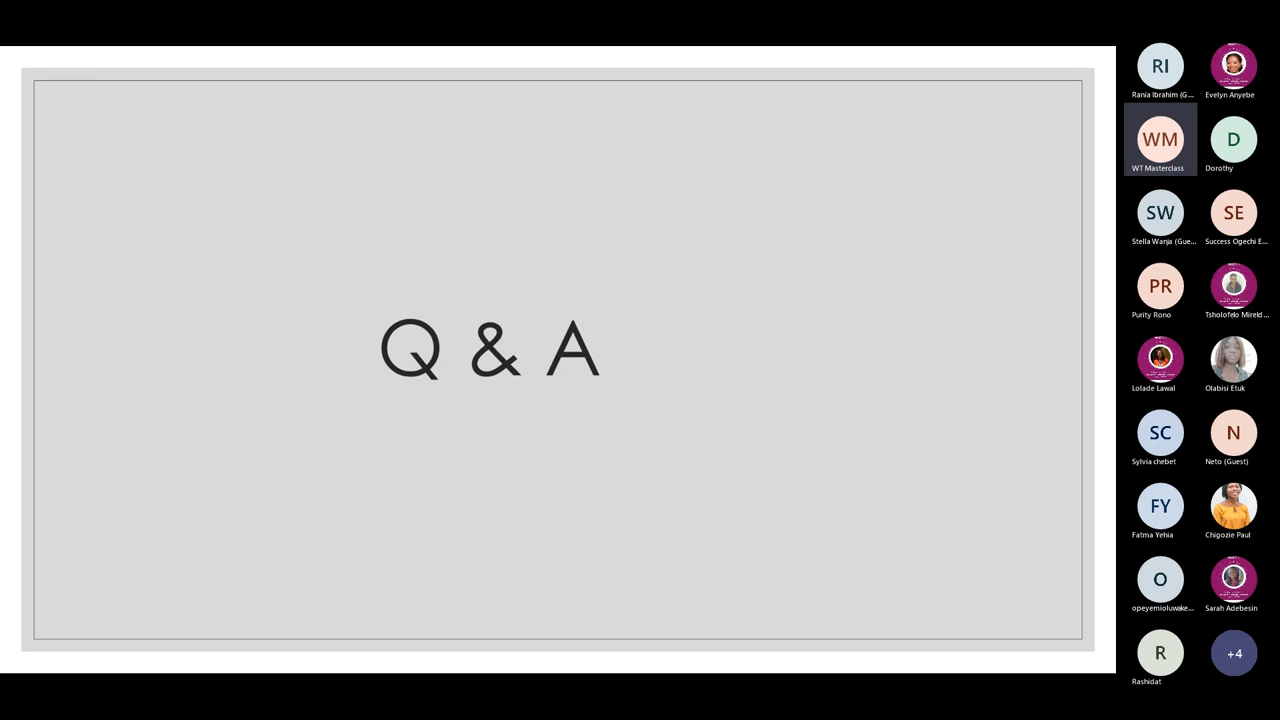 Q & A
RI
Rania Ibrahim (G...
Evelyn Anyebe
WM
WT Masterclass
D
Dorothy
SW
Stella Wanja (Gue...
SE
Success Ogechi E...
PR
Purity Rono
Tsholofelo Mireld...
Lolade Lawal
Olabisi Etuk
SC
Sylvia chebet
N
Neto (Guest)
FY
Fatma Yehia
Chigozie Paul
O
opeyemioluwake...
Sarah Adebesin
R
Rashidat
+4